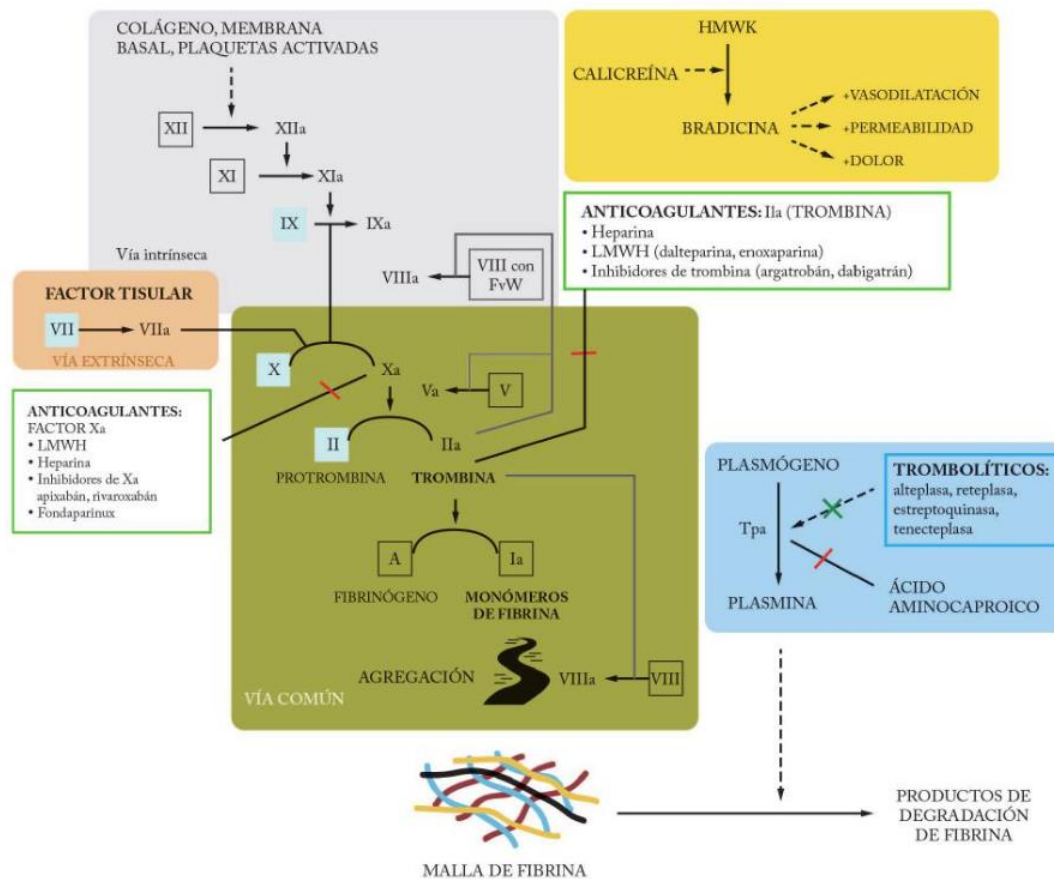 COLÁGENO, MEMBRANA
BASAL, PLAQUETAS ACTIVADAS
XII
XIIa
XI
XIa
IX
IXa
Vía intrínseca
VIIIa
VIII con
FvW
HMWK
CALICREÍNA
BRADICINA
+VASODILATACIÓN
+PERMEABILIDAD
+DOLOR
ANTICOAGULANTES: IIa (TROMBINA)
• Heparina
• LMWH (dalteparina, enoxaparina)
• Inhibidores de trombina (argatrobán, dabigatrán)
FACTOR TISULAR
VII
VIIa
VÍA EXTRÍNSECA
X
Xa
Va
V
II
IIa
PROTROMBINA
TROMBINA
ANTICOAGULANTES:
FACTOR Xa
• LMWH
• Heparina
• Inhibidores de Xa
apixabán, rivaroxabán
• Fondaparinux
A
Ia
FIBRINÓGENO
MONÓMEROS
DE FIBRINA
AGREGACIÓN
VIIIa
VIII
VÍA COMÚN
PLASMÓGENO
Tpa
PLASMINA
TROMBOLÍTICOS:
alteplasa, reteplasa,
estreptoquinasa,
tenecteplasa
ÁCIDO
AMINOCAPROICO
MALLA DE FIBRINA
PRODUCTOS DE
DEGRADACIÓN
DE FIBRINA